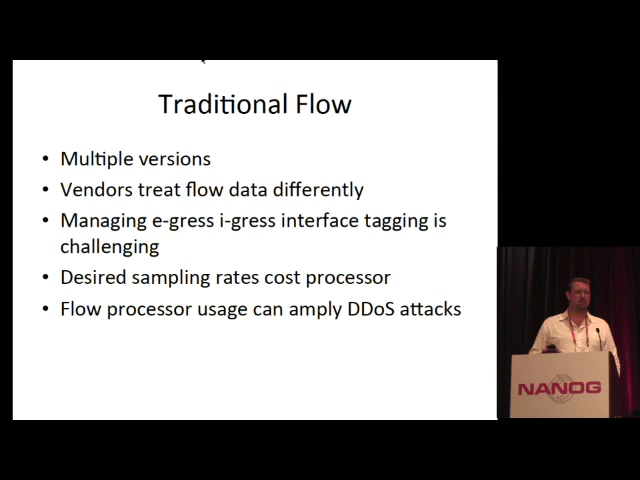 Traditional Flow
• Multiple versions
• Vendors treat flow data differently
• Managing e-gress i-gress interface tagging is
challenging
• Desired sampling rates cost processor
• Flow processor usage can amply DDoS attacks
NANOG